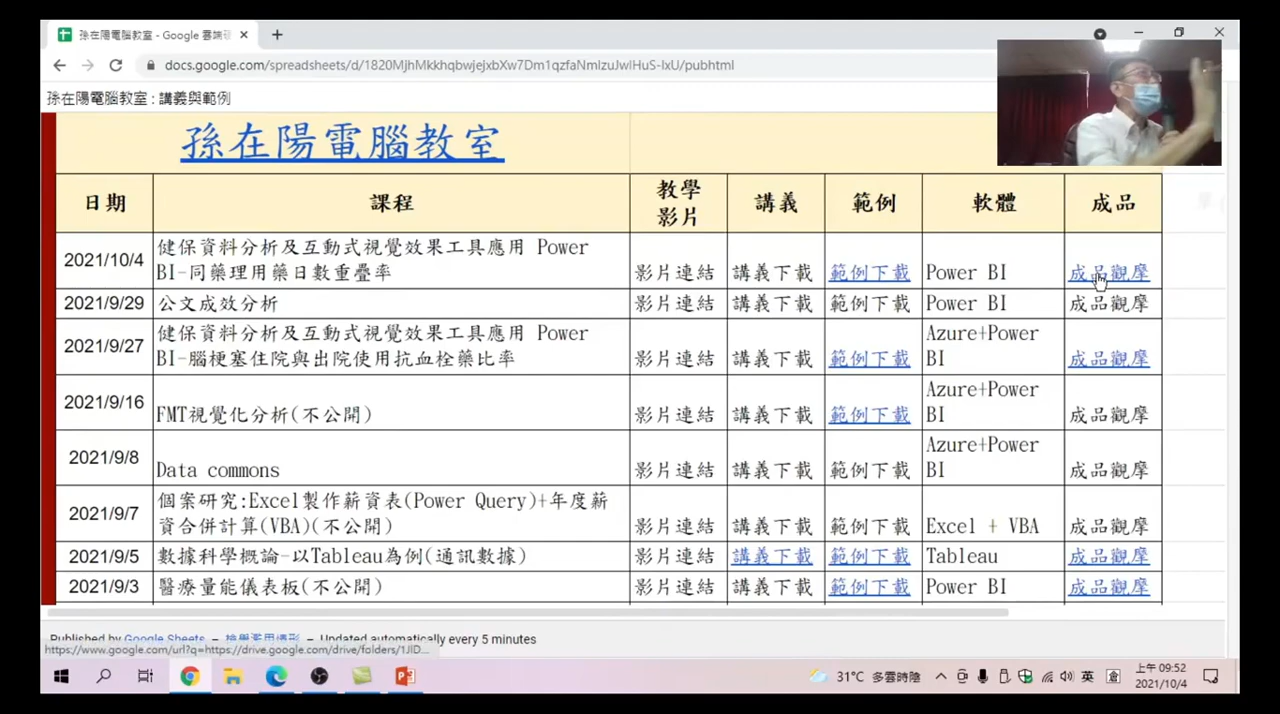 孫在陽電腦教室 - Google 雲端硬
docs.google.com/spreadsheets/d/1820MJhMkkhqbwjejxbXw7Dm1qzfaNmlzuJwIHuS-IxU/pubhtml
孫在陽電腦教室 : 講義與範例
孫在陽電腦教室
日期 課程 教學影片 講義 範例 軟體 成品
2021/10/4 健保資料分析及互動式視覺效果工具應用 Power
BI-同藥理用藥日數重疊率 影片連結 講義下載 範例下載 Power BI 成品觀摩
2021/9/29 公文成效分析 影片連結 講義下載 範例下載 Power BI 成品觀摩
2021/9/27 健保資料分析及互動式視覺效果工具應用 Power Azure+Power
BI-腦梗塞住院與出院使用抗血栓藥比率 影片連結 講義下載 範例下載 BI 成品觀摩
2021/9/16 Azure+Power
FMT視覺化分析(不公開) 影片連結 講義下載 範例下載 BI 成品觀摩
2021/9/8 Azure+Power
Data commons 影片連結 講義下載 範例下載 BI 成品觀摩
2021/9/7 個案研究:Excel製作薪資表(Power Query)+年度薪
資合併計算(VBA)(不公開) 影片連結 講義下載 範例下載 Excel + VBA 成品觀摩
2021/9/5 數據科學概論-以Tableau為例(通訊數據) 影片連結 講義下載 範例下載 Tableau 成品觀摩
2021/9/3 醫療量能儀表板(不公開) 影片連結 講義下載 範例下載 Power BI 成品觀摩
Published by Google Sheets – 檢舉濫用情形 – Updated automatically every 5 minutes
https://www.google.com/url?q=https://drive.google.com/drive/folders/1JlD...
31°C 多雲時陰 英 倉 上午 09:52
2021/10/4